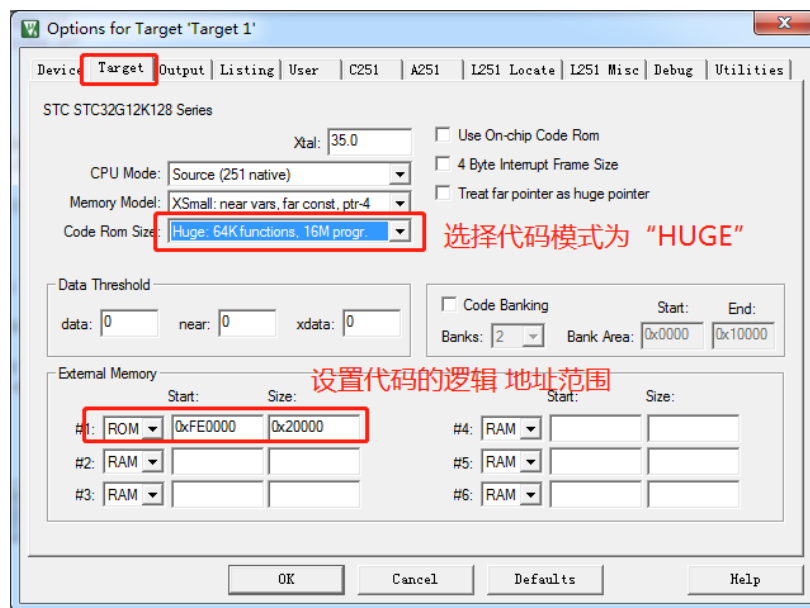 Options for Target 'Target 1'
Device Target Output Listing User C251 A251 L251 Locate L251 Misc Debug Utilities
STC STC32G12K128 Series
Xtal: 35.0
Use On-chip Code Rom
CPU Mode: Source (251 native)
4 Byte Interrupt Frame Size
Memory Model: XSmall: near vars, far const, ptr-4
Treat far pointer as huge pointer
Code Rom Size: Huge: 64K functions, 16M progr.
选择代码模式为“HUGE”
Data Threshold
data: 0 near: 0 xdata: 0
Code Banking Start: End:
Banks: 2 Bank Area: 0x0000 0x10000
设置代码的逻辑 地址范围
External Memory
Start: Size: Start: Size:
#1: ROM 0xFE0000 0x20000 #4: RAM
#2: RAM #5: RAM
#3: RAM #6: RAM
OK Cancel Defaults Help